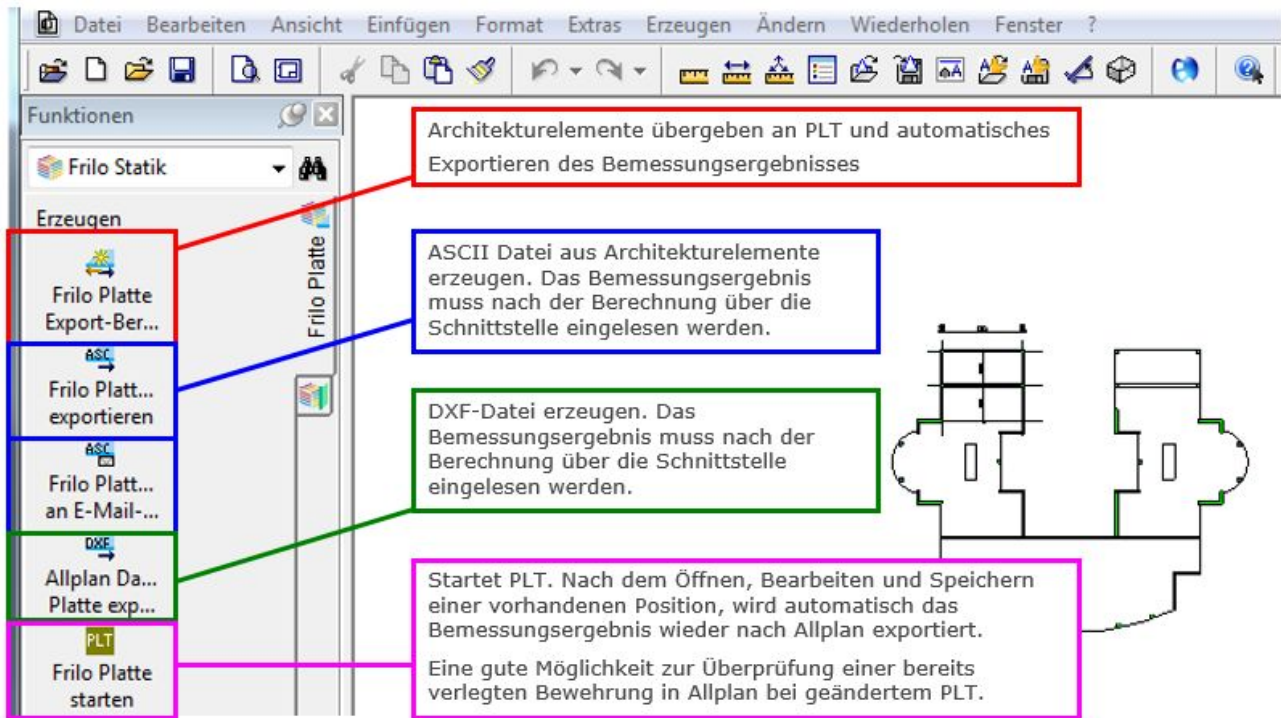 Datei Bearbeiten Ansicht Einfügen Format Extras Erzeugen Ändern Wiederholen Fenster ?
Funktionen
Frilo Statik
Erzeugen
Frilo Platte
Export-Ber...
ASC
Frilo Platt...
exportieren
ASC
Frilo Platt...
an E-Mail-...
DXF
Allplan Da...
Platte exp...
PLT
Frilo Platte
starten
Frilo Platte
Architekturelemente übergeben an PLT und automatisches
Exportieren des Bemessungsergebnisses
ASCII Datei aus Architekturelemente
erzeugen. Das Bemessungsergebnis
muss nach der Berechnung über die
Schnittstelle eingelesen werden.
DXF-Datei erzeugen. Das
Bemessungsergebnis muss nach der
Berechnung über die Schnittstelle
eingelesen werden.
Startet PLT. Nach dem Öffnen, Bearbeiten und Speichern
einer vorhandenen Position, wird automatisch das
Bemessungsergebnis wieder nach Allplan exportiert.
Eine gute Möglichkeit zur Überprüfung einer bereits
verlegten Bewehrung in Allplan bei geändertem PLT.